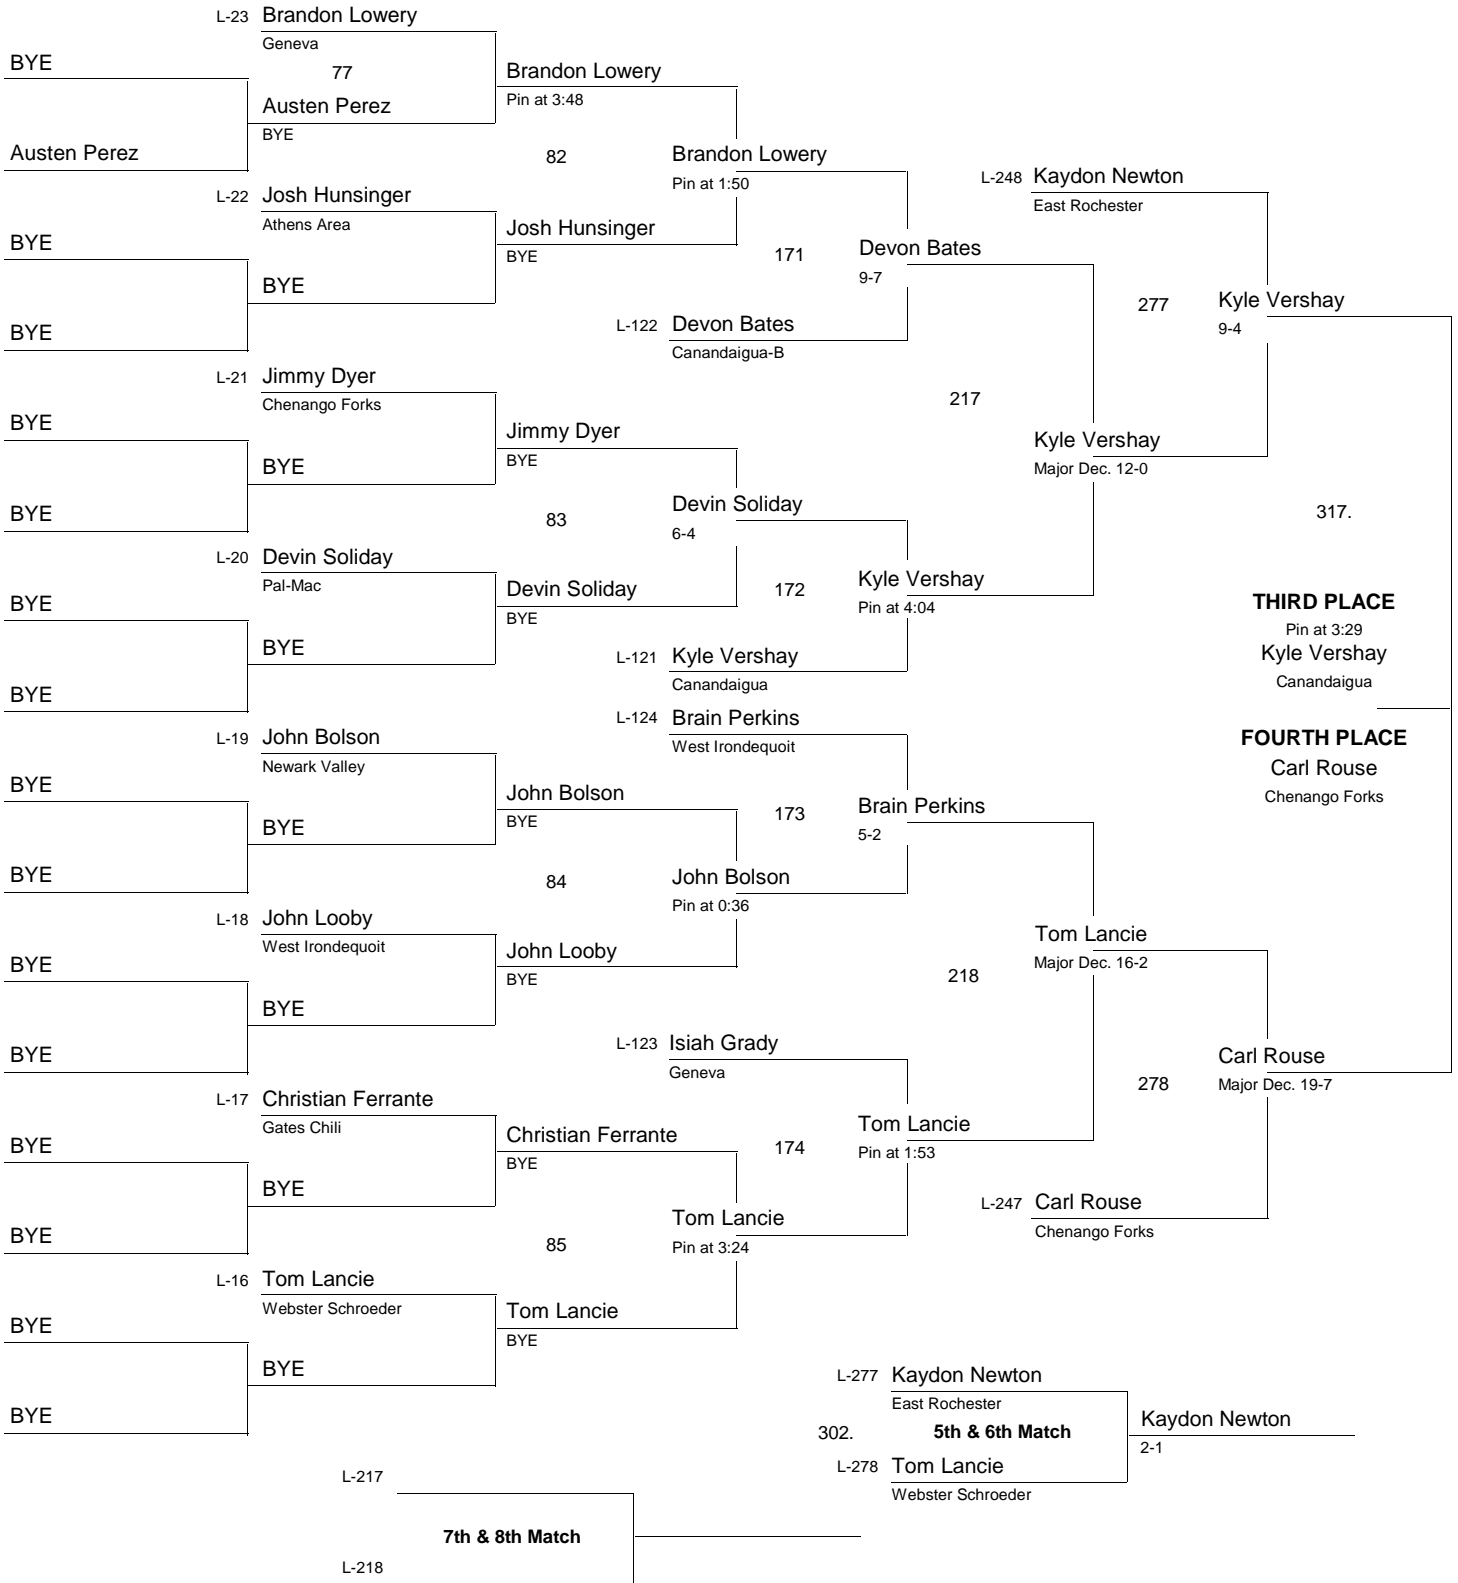 L-23 Brandon Lowery
Geneva
BYE
77
Brandon Lowery
Pin at 3:48
Austen Perez
BYE
Austen Perez
82
Brandon Lowery
Pin at 1:50
L-248 Kaydon Newton
East Rochester
L-22 Josh Hunsinger
Athens Area
Josh Hunsinger
BYE
BYE
171
Devon Bates
9-7
BYE
277
Kyle Vershay
9-4
BYE
L-122 Devon Bates
Canandaigua-B
L-21 Jimmy Dyer
Chenango Forks
217
BYE
Jimmy Dyer
BYE
Kyle Vershay
Major Dec. 12-0
BYE
BYE
83
Devin Soliday
6-4
317.
L-20 Devin Soliday
Pal-Mac
Devin Soliday
BYE
172
Kyle Vershay
Pin at 4:04
BYE
THIRD PLACE
Pin at 3:29
Kyle Vershay
Canandaigua
BYE
L-121 Kyle Vershay
Canandaigua
BYE
L-124 Brain Perkins
West Irondequoit
L-19 John Bolson
Newark Valley
FOURTH PLACE
Carl Rouse
Chenango Forks
BYE
John Bolson
BYE
173
Brain Perkins
5-2
BYE
BYE
84
John Bolson
Pin at 0:36
L-18 John Looby
West Irondequoit
John Looby
BYE
Tom Lancie
Major Dec. 16-2
BYE
218
BYE
L-123 Isiah Grady
Geneva
BYE
Carl Rouse
Major Dec. 19-7
278
L-17 Christian Ferrante
Gates Chili
Christian Ferrante
BYE
174
Tom Lancie
Pin at 1:53
BYE
BYE
L-247 Carl Rouse
Chenango Forks
Tom Lancie
Pin at 3:24
BYE
85
L-16 Tom Lancie
Webster Schroeder
Tom Lancie
BYE
BYE
BYE
L-277 Kaydon Newton
East Rochester
BYE
302.
5th & 6th Match
Kaydon Newton
2-1
L-278 Tom Lancie
Webster Schroeder
L-217
7th & 8th Match
L-218